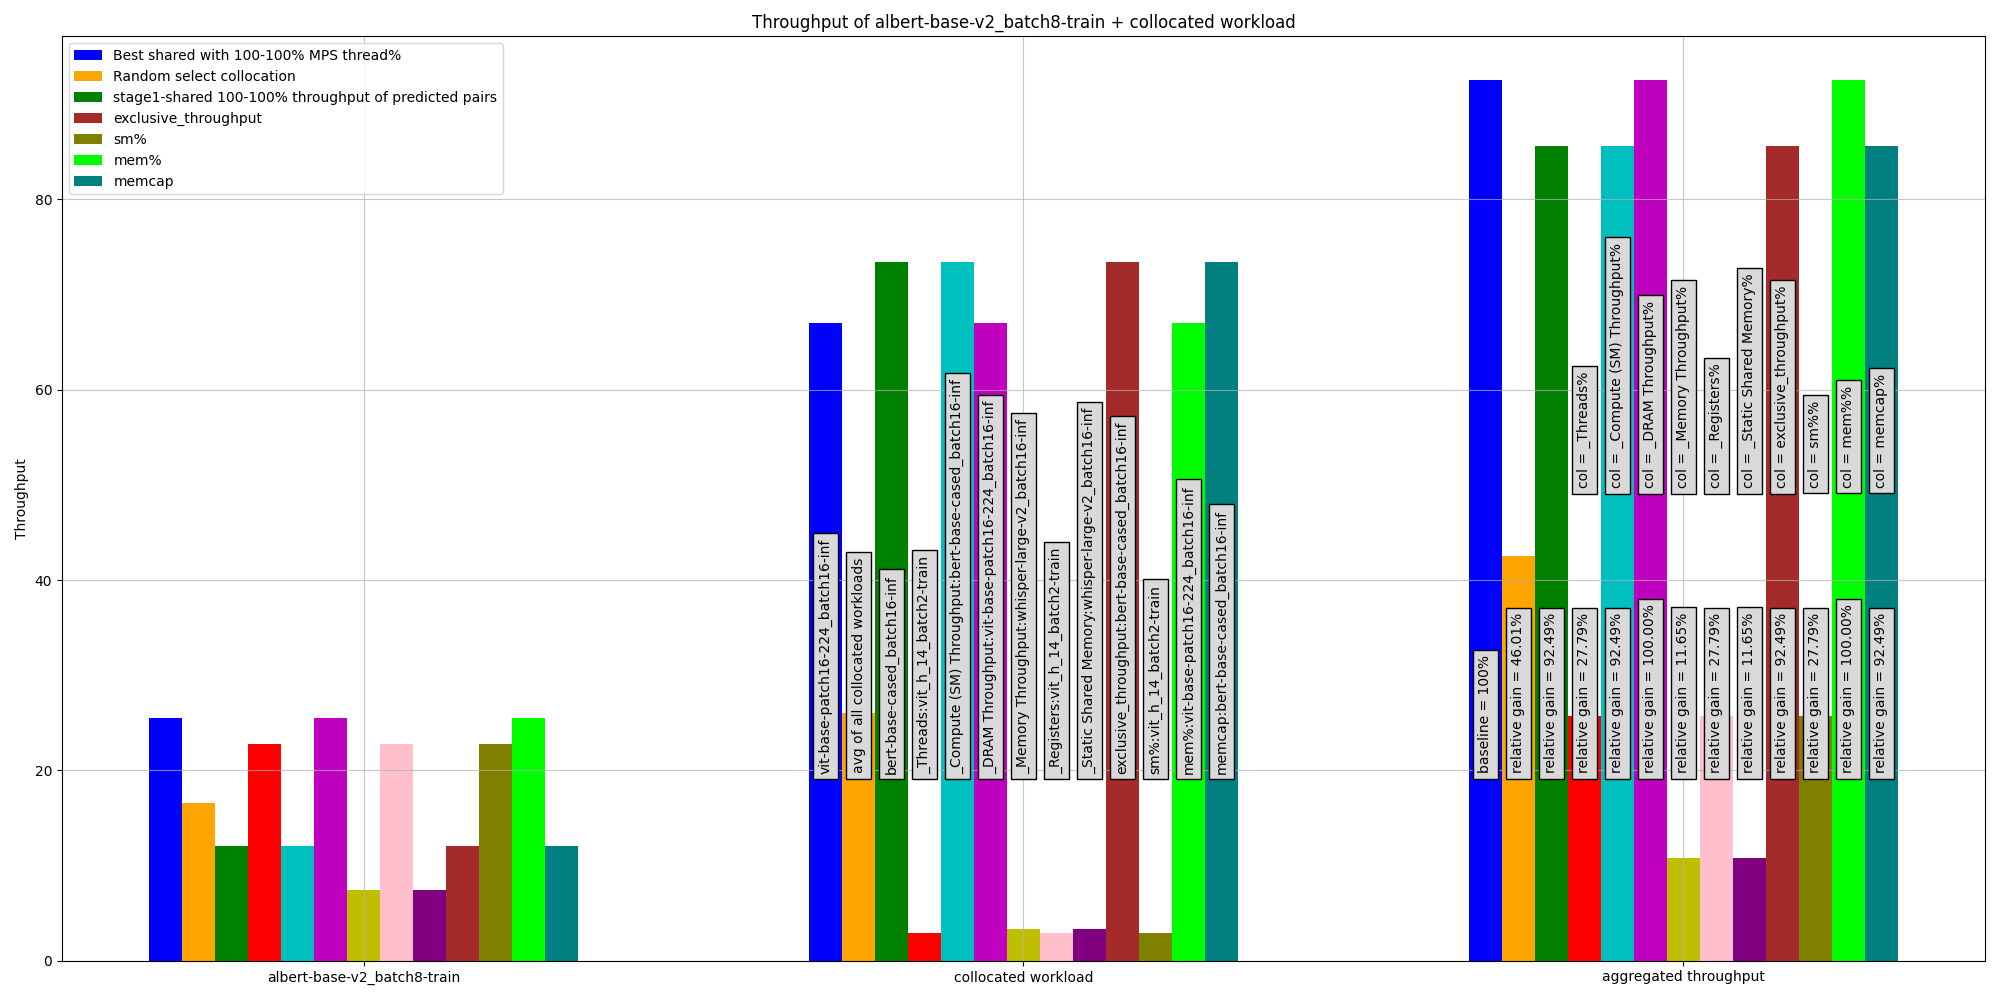 Throughput of albert-base-v2_batch8-train + collocated workload
Best shared with 100-100% MPS thread%
Random select collocation
stage1-shared 100-100% throughput of predicted pairs
exclusive_throughput
sm%
mem%
memcap
Throughput
80
60
40
20
0
vit-base-patch16-224_batch16-inf
avg of all collocated workloads
bert-base-cased_batch16-inf
_Threads:vit_h_14_batch2-train
_Compute (SM) Throughput:bert-base-cased_batch16-inf
_DRAM Throughput:vit-base-patch16-224_batch16-inf
_Memory Throughput:whisper-large-v2_batch16-inf
_Registers:vit_h_14_batch2-train
_Static Shared Memory:whisper-large-v2_batch16-inf
exclusive_throughput:bert-base-cased_batch16-inf
sm%:vit_h_14_batch2-train
mem%:vit-base-patch16-224_batch16-inf
memcap:bert-base-cased_batch16-inf
col = _Threads%
col = _Compute (SM) Throughput%
col = _DRAM Throughput%
col = _Memory Throughput%
col = _Registers%
col = _Static Shared Memory%
col = exclusive_throughput%
col = sm%%
col = mem%%
col = memcap%
baseline = 100%
relative gain = 46.01%
relative gain = 92.49%
relative gain = 27.79%
relative gain = 92.49%
relative gain = 100.00%
relative gain = 11.65%
relative gain = 27.79%
relative gain = 11.65%
relative gain = 92.49%
relative gain = 27.79%
relative gain = 100.00%
relative gain = 92.49%
albert-base-v2_batch8-train
collocated workload
aggregated throughput